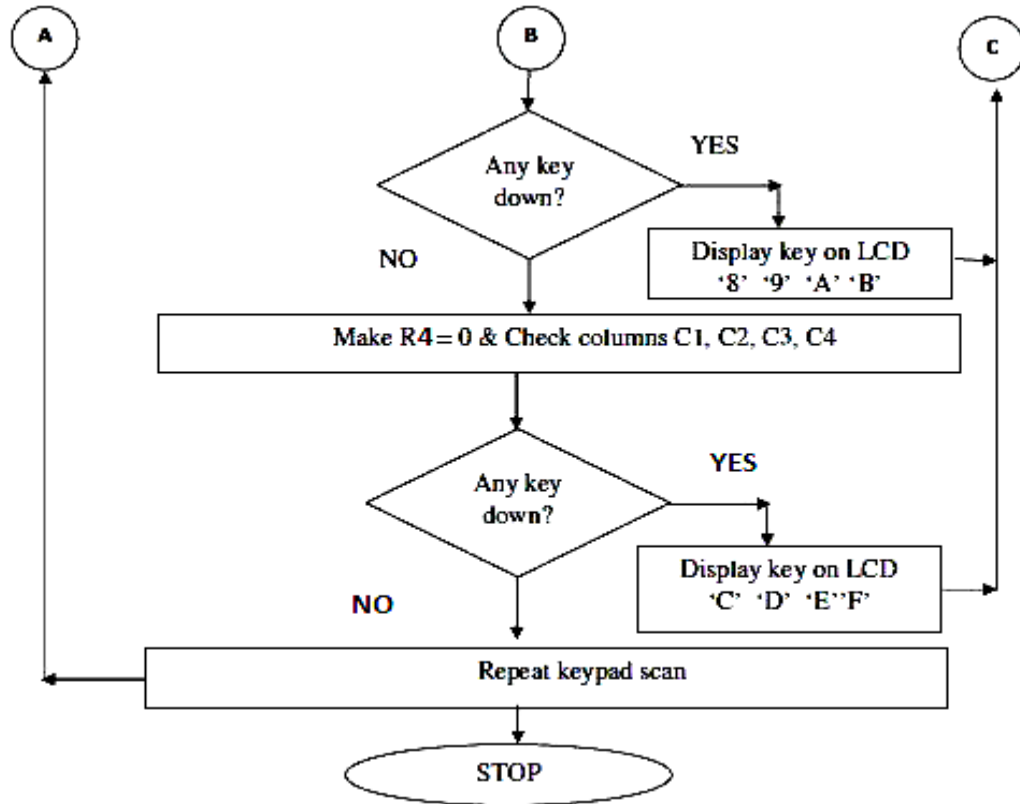 A
B
C
Any key
down?
YES
NO
Display key on LCD
‘8’ ‘9’ ‘A’ ‘B’
Make R4 = 0 & Check columns C1, C2, C3, C4
Any key
down?
YES
NO
Display key on LCD
‘C’ ‘D’ ‘E’’F’
Repeat keypad scan
STOP